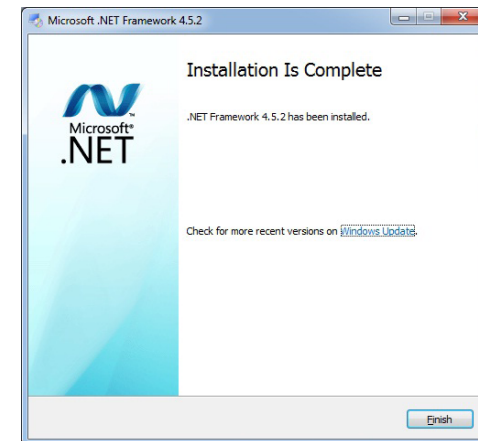 Microsoft .NET Framework 4.5.2
Installation Is Complete
.NET Framework 4.5.2 has been installed.
Microsoft®
.NET
Check for more recent versions on Windows Update.
Finish